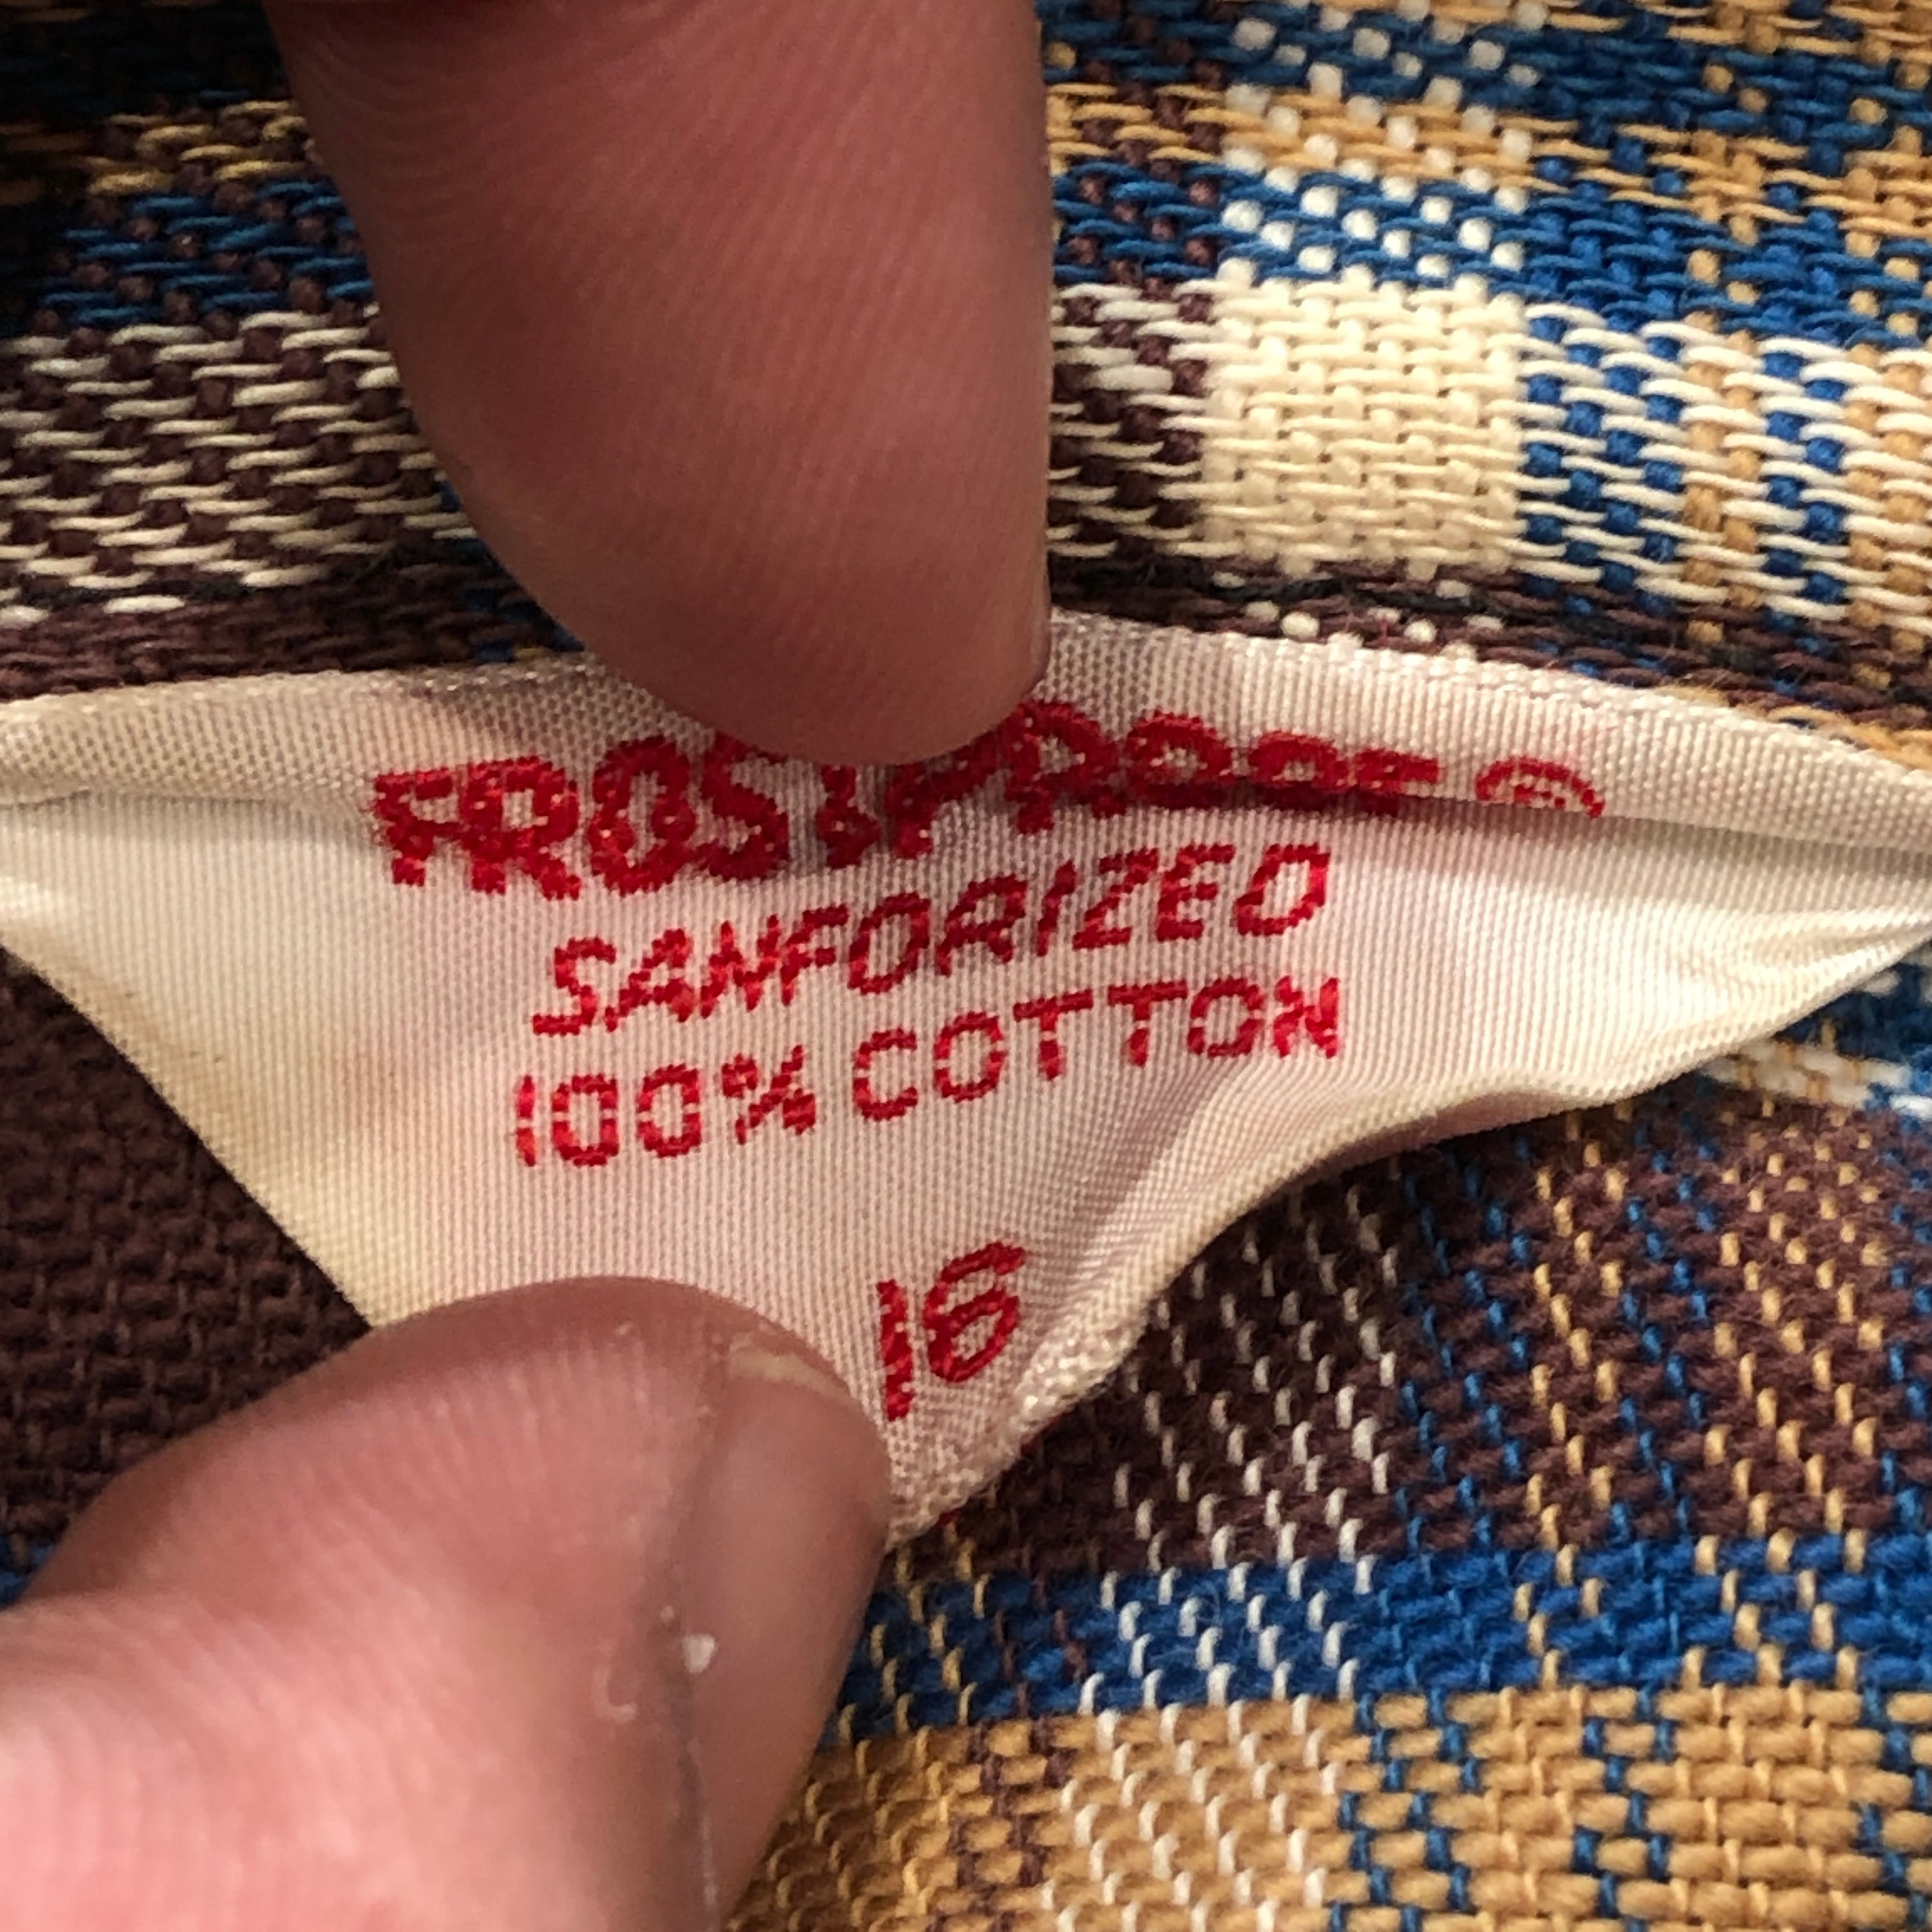 FROSTPROOF ®
SANFORIZED
100% COTTON
16